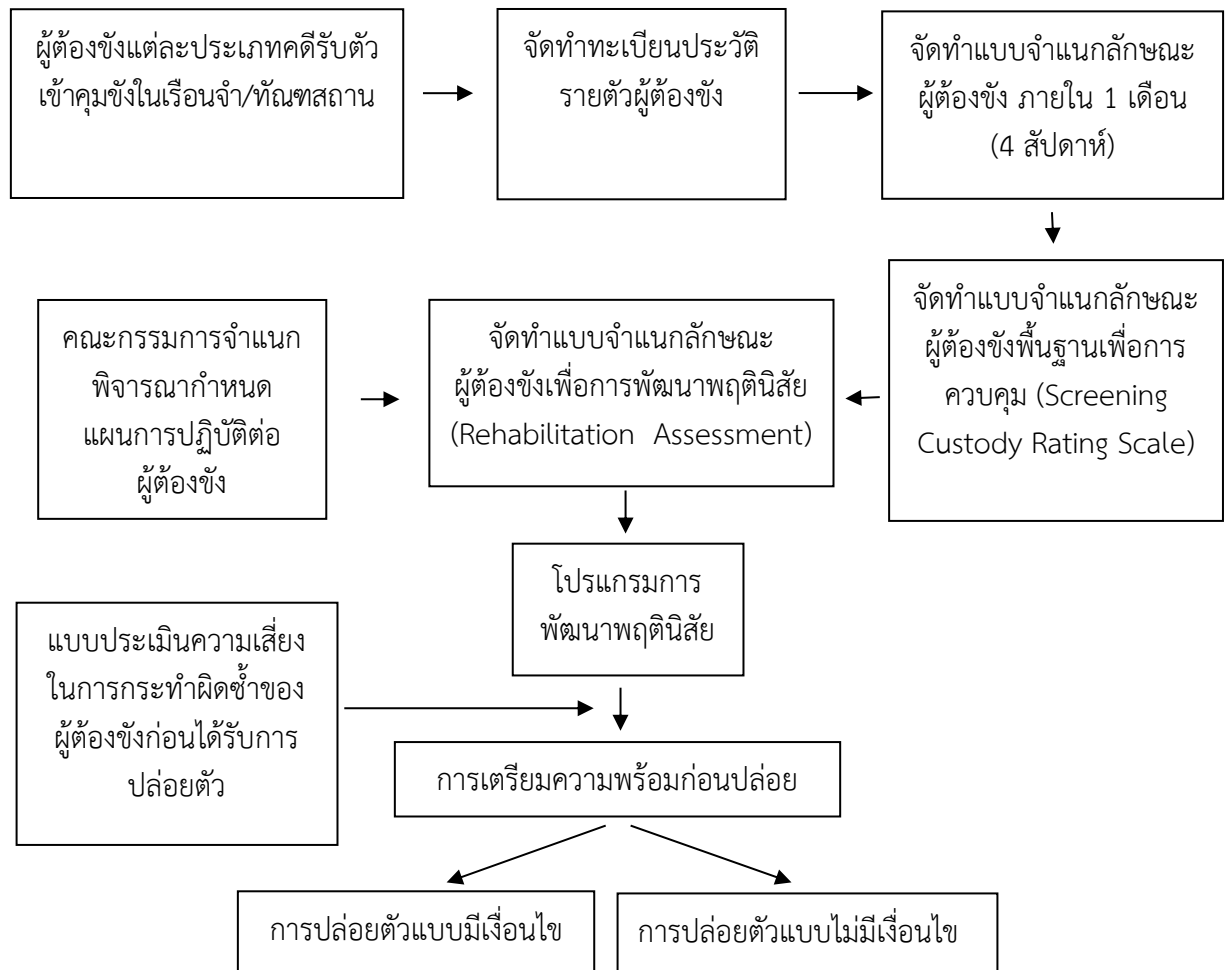 ผู้ต้องขังแต่ละประเภทคดีรับตัว
เข้าคุมขังในเรือนจำ/ทัณฑสถาน
จัดทำทะเบียนประวัติ
รายตัวผู้ต้องขัง
จัดทำแบบจำแนกลักษณะ
ผู้ต้องขัง ภายใน 1 เดือน
(4 สัปดาห์)
จัดทำแบบจำแนกลักษณะ
ผู้ต้องขังพื้นฐานเพื่อการ
ควบคุม (Screening
Custody Rating Scale)
จัดทำแบบจำแนกลักษณะ
ผู้ต้องขังเพื่อการพัฒนาพฤตินิสัย
(Rehabilitation Assessment)
คณะกรรมการจำแนก
พิจารณากำหนด
แผนการปฏิบัติต่อ
ผู้ต้องขัง
โปรแกรมการ
พัฒนาพฤตินิสัย
แบบประเมินความเสี่ยง
ในการกระทำผิดซ้ำของ
ผู้ต้องขังก่อนได้รับการ
ปล่อยตัว
การเตรียมความพร้อมก่อนปล่อย
การปล่อยตัวแบบมีเงื่อนไข
การปล่อยตัวแบบไม่มีเงื่อนไข